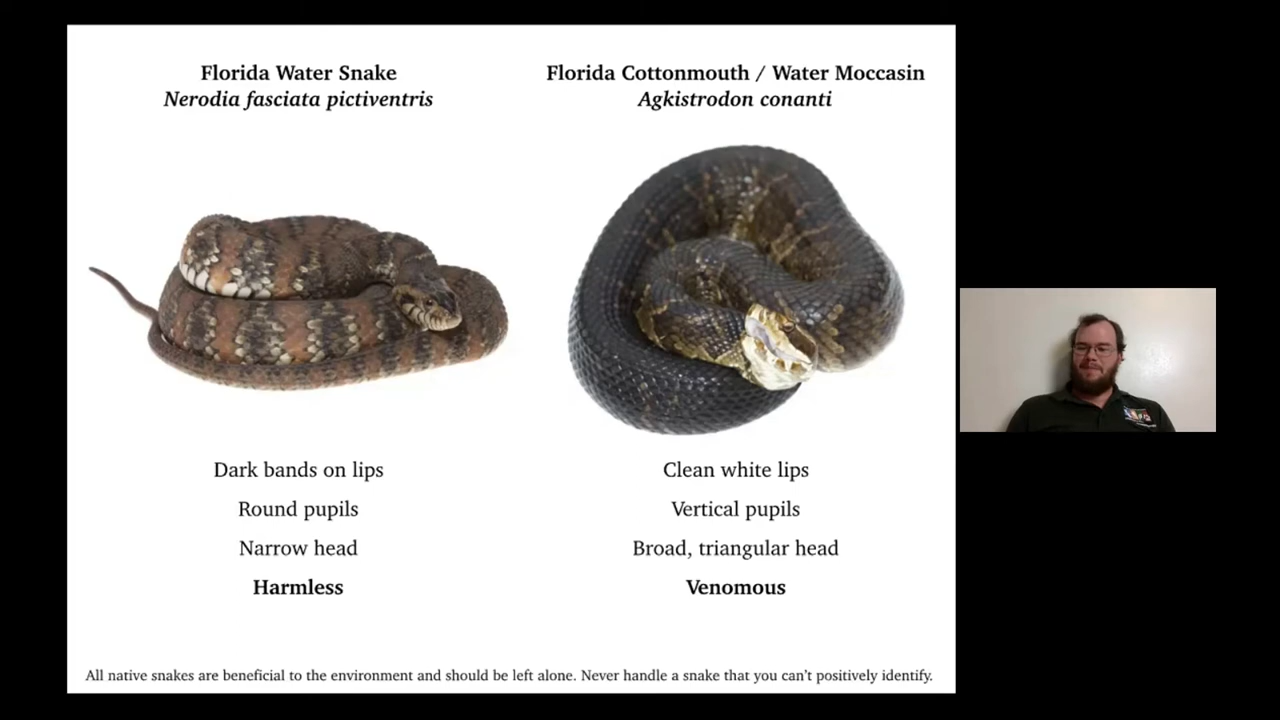 Florida Water Snake
Nerodia fasciata pictiventris
Dark bands on lips
Round pupils
Narrow head
Harmless
Florida Cottonmouth / Water Moccasin
Agkistrodon conanti
Clean white lips
Vertical pupils
Broad, triangular head
Venomous
All native snakes are beneficial to the environment and should be left alone. Never handle a snake that you can't positively identify.